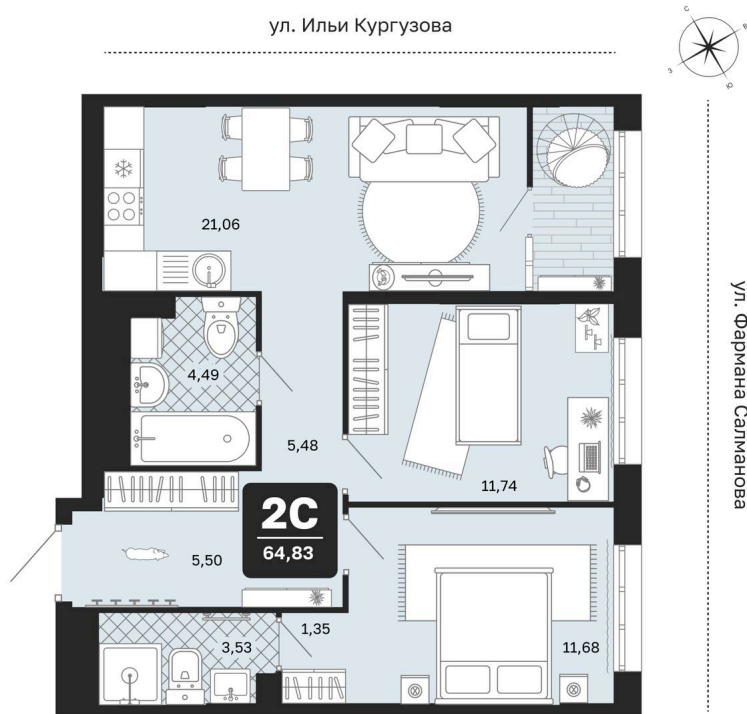 ул. Ильи Кургузова
С
В
З
Ю
21,06
4,49
5,48
11,74
2С
64,83
5,50
1,35
3,53
11,68
ул. Фармана Салманова